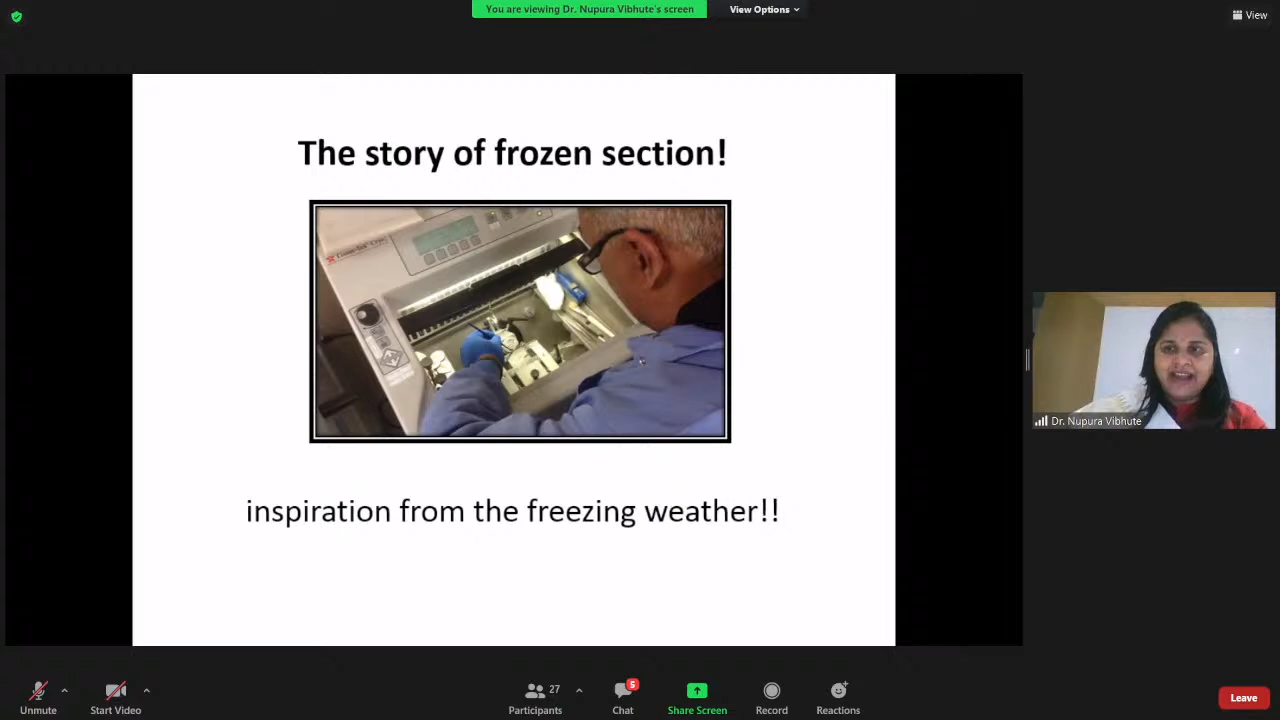 You are viewing Dr. Nupura Vibhute's screen
View Options
View
The story of frozen section!
inspiration from the freezing weather!!
Dr. Nupura Vibhute
Unmute
Start Video
27
Participants
5
Chat
Share Screen
Record
Reactions
Leave